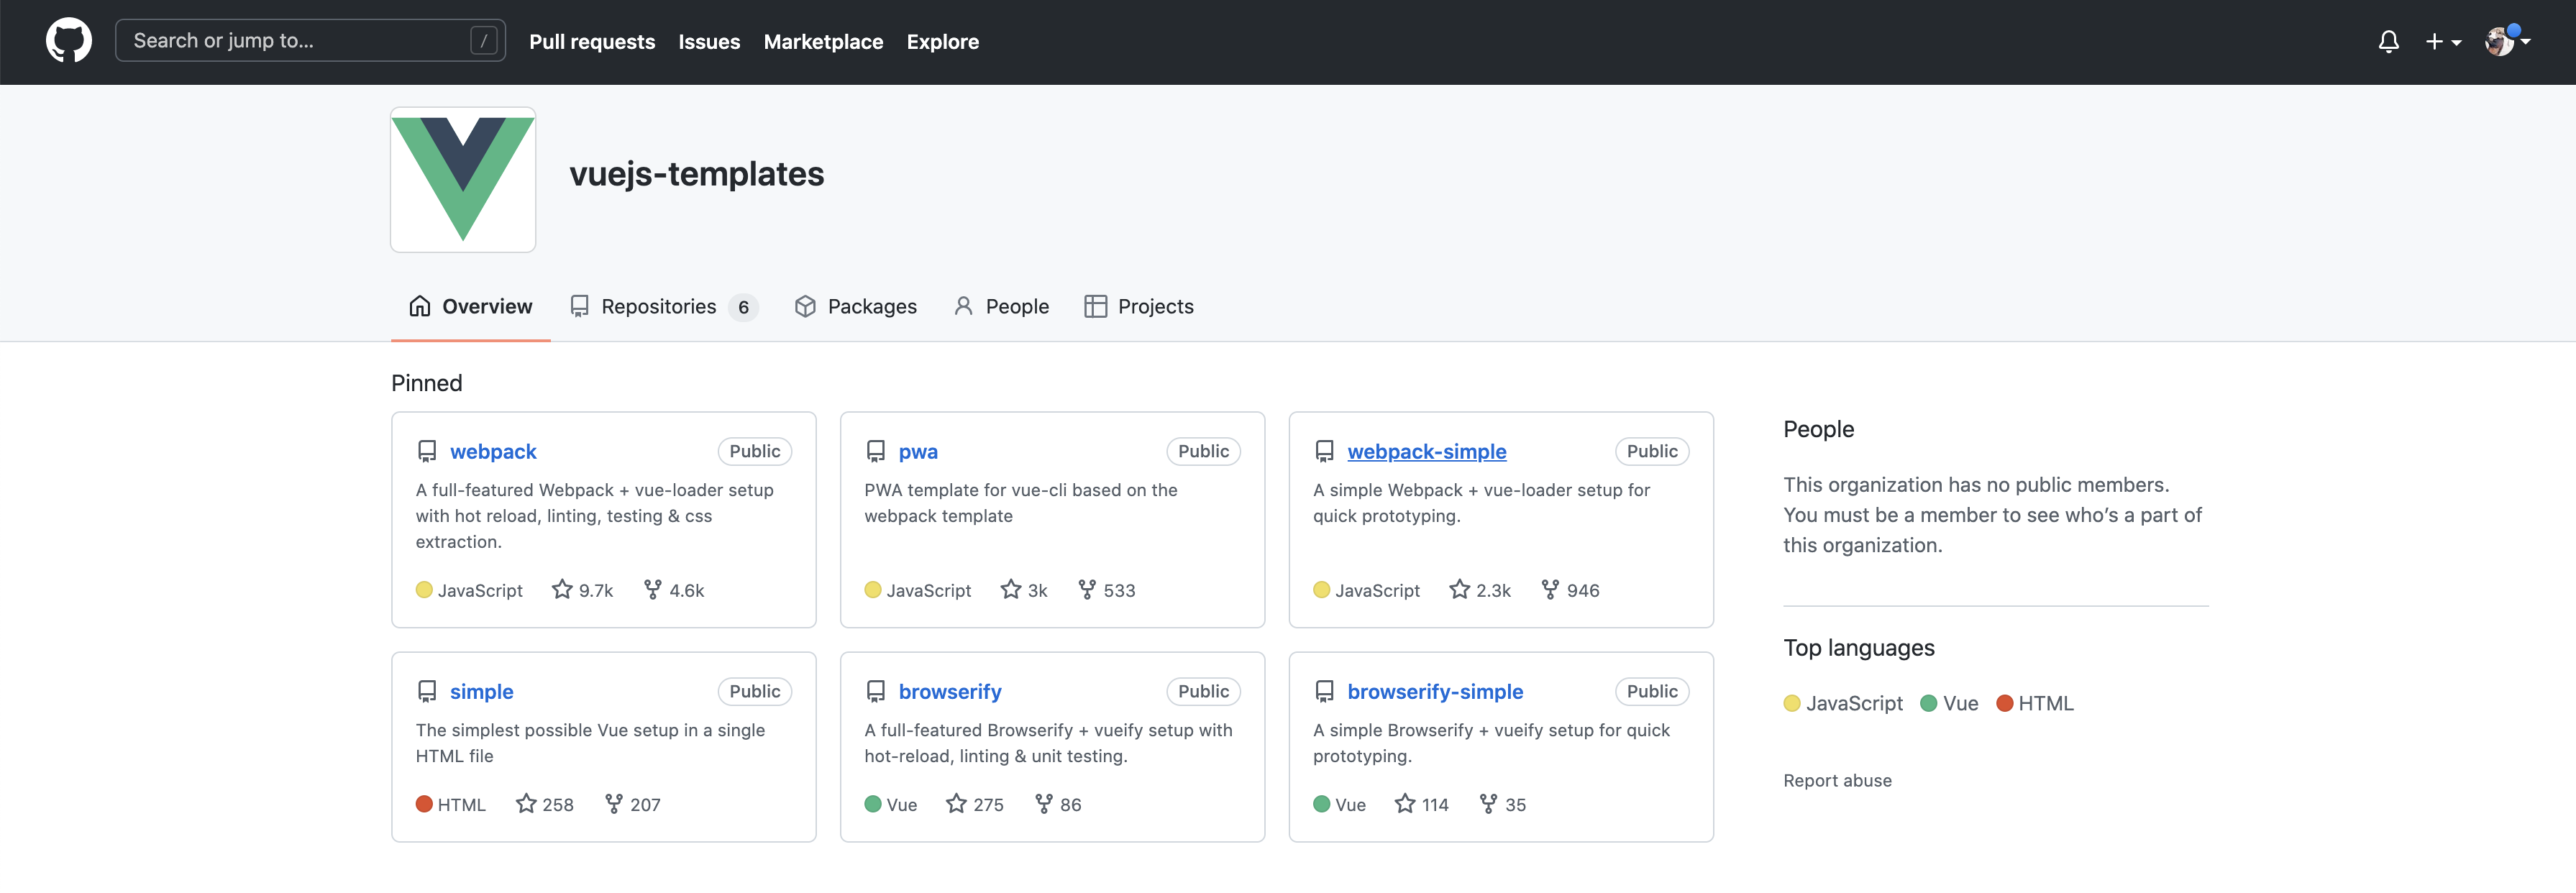 Search or jump to... /
Pull requests Issues Marketplace Explore
vuejs-templates
Overview Repositories 6 Packages People Projects
Pinned
webpack Public
A full-featured Webpack + vue-loader setup
with hot reload, linting, testing & css
extraction.
JavaScript 9.7k 4.6k
pwa Public
PWA template for vue-cli based on the
webpack template
JavaScript 3k 533
webpack-simple Public
A simple Webpack + vue-loader setup for
quick prototyping.
JavaScript 2.3k 946
simple Public
The simplest possible Vue setup in a single
HTML file
HTML 258 207
browserify Public
A full-featured Browserify + vueify setup with
hot-reload, linting & unit testing.
Vue 275 86
browserify-simple Public
A simple Browserify + vueify setup for quick
prototyping.
Vue 114 35
People
This organization has no public members.
You must be a member to see who’s a part of
this organization.
Top languages
JavaScript Vue HTML
Report abuse